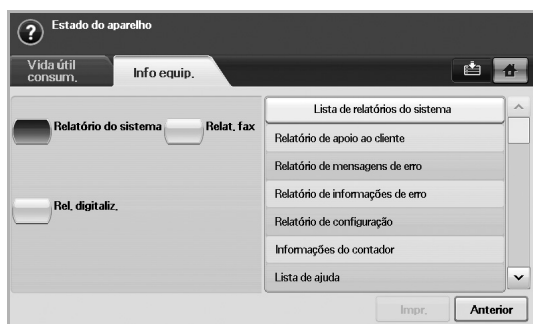 Estado do aparelho
Vida útil
consum.
Info equip.
Relatório do sistema
Relat. fax
Rel. digitaliz.
Lista de relatórios do sistema
Relatório de apoio ao cliente
Relatório de mensagens de erro
Relatório de informações de erro
Relatório de configuração
Informações do contador
Lista de ajuda
Impr.
Anterior